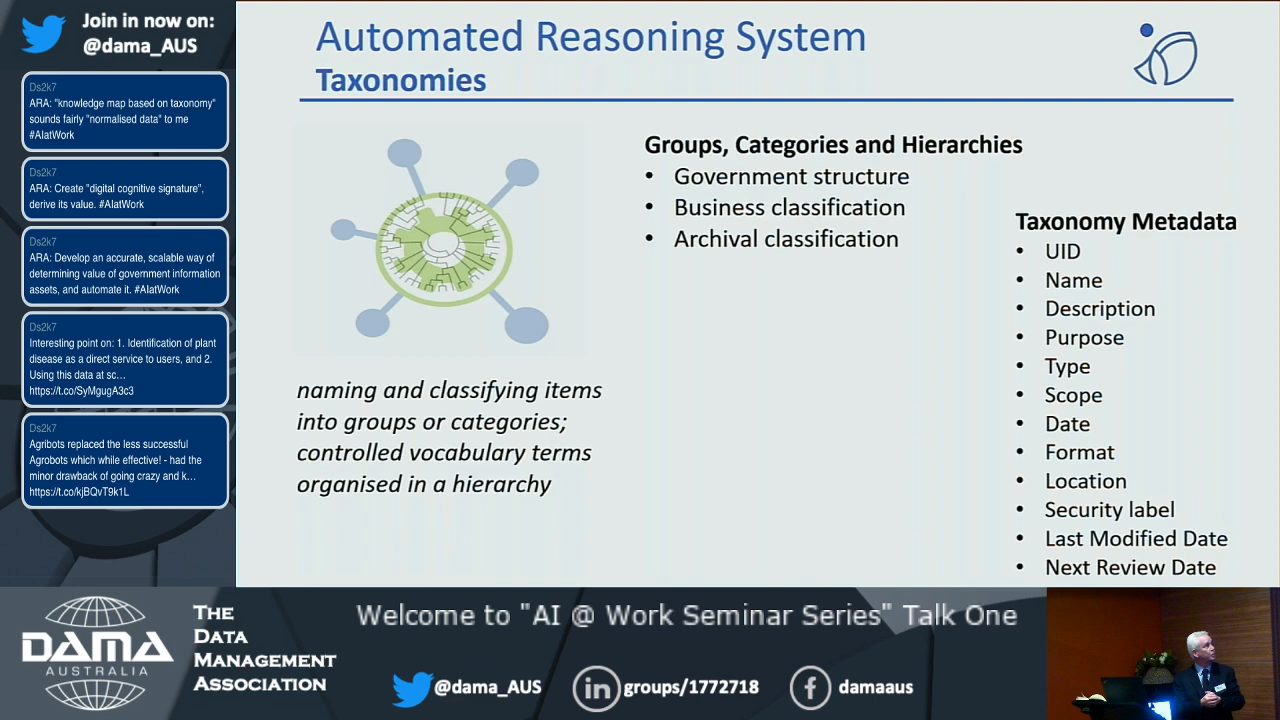 Join in now on:
@dama_AUS
Ds2k7
ARA: "knowledge map based on taxonomy"
sounds fairly "normalised data" to me
#AIatWork
Ds2k7
ARA: Create "digital cognitive signature",
derive its value. #AIatWork
Ds2k7
ARA: Develop an accurate, scalable way of
determining value of government information
assets, and automate it. #AIatWork
Ds2k7
Interesting point on: 1. Identification of plant
disease as a direct service to users, and 2.
Using this data at sc…
https://t.co/SyMgugA3c3
Ds2k7
Agribots replaced the less successful
Agrobots which while effective! - had the
minor drawback of going crazy and k…
https://t.co/kjBQvT9k1L
Automated Reasoning System
Taxonomies
naming and classifying items
into groups or categories;
controlled vocabulary terms
organised in a hierarchy
Groups, Categories and Hierarchies
• Government structure
• Business classification
• Archival classification
Taxonomy Metadata
• UID
• Name
• Description
• Purpose
• Type
• Scope
• Date
• Format
• Location
• Security label
• Last Modified Date
• Next Review Date
DAMA
AUSTRALIA
THE
DATA
MANAGEMENT
ASSOCIATION
Welcome to "AI @ Work Seminar Series" Talk One
@dama_AUS
in groups/1772718
f damaaus